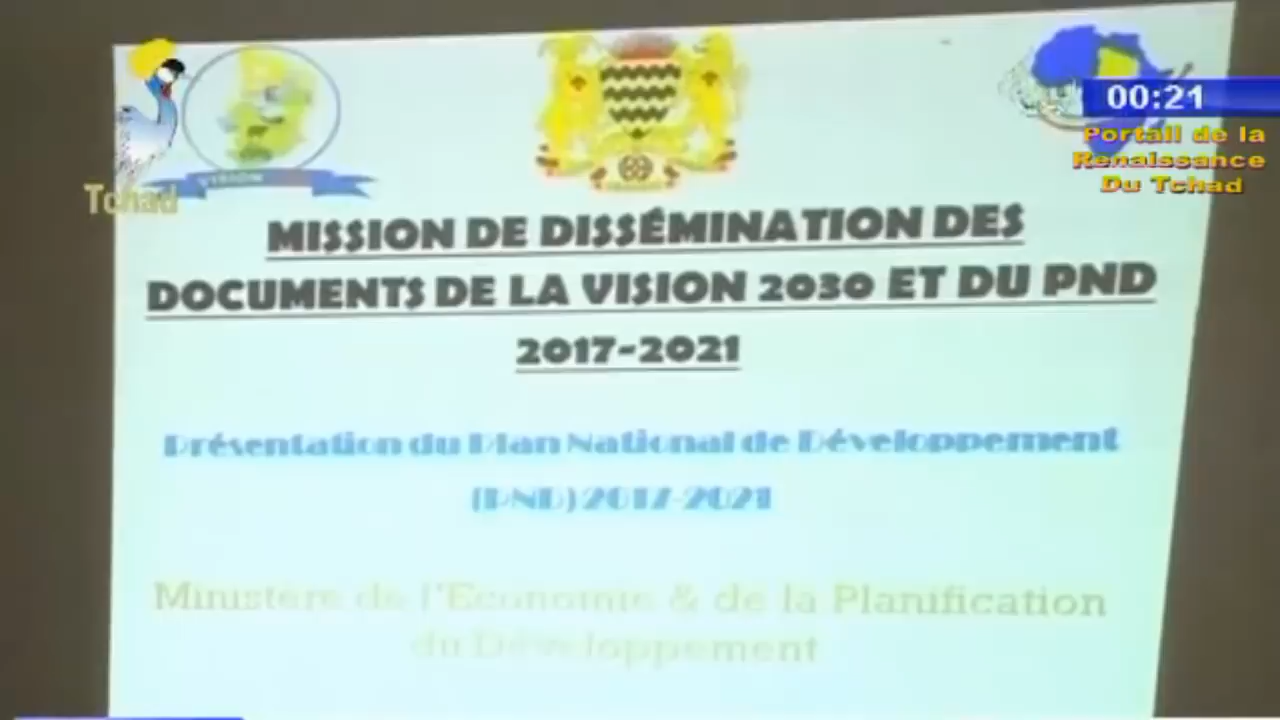 00:21
Portail de la
Renaissance
Du Tchad
Tchad
VISION
MISSION DE DISSÉMINATION DES
DOCUMENTS DE LA VISION 2030 ET DU PND
2017-2021
Présentation du Plan National de Développement
(PND) 2017-2021
Ministère de l'Economie & de la Planification
du Développement